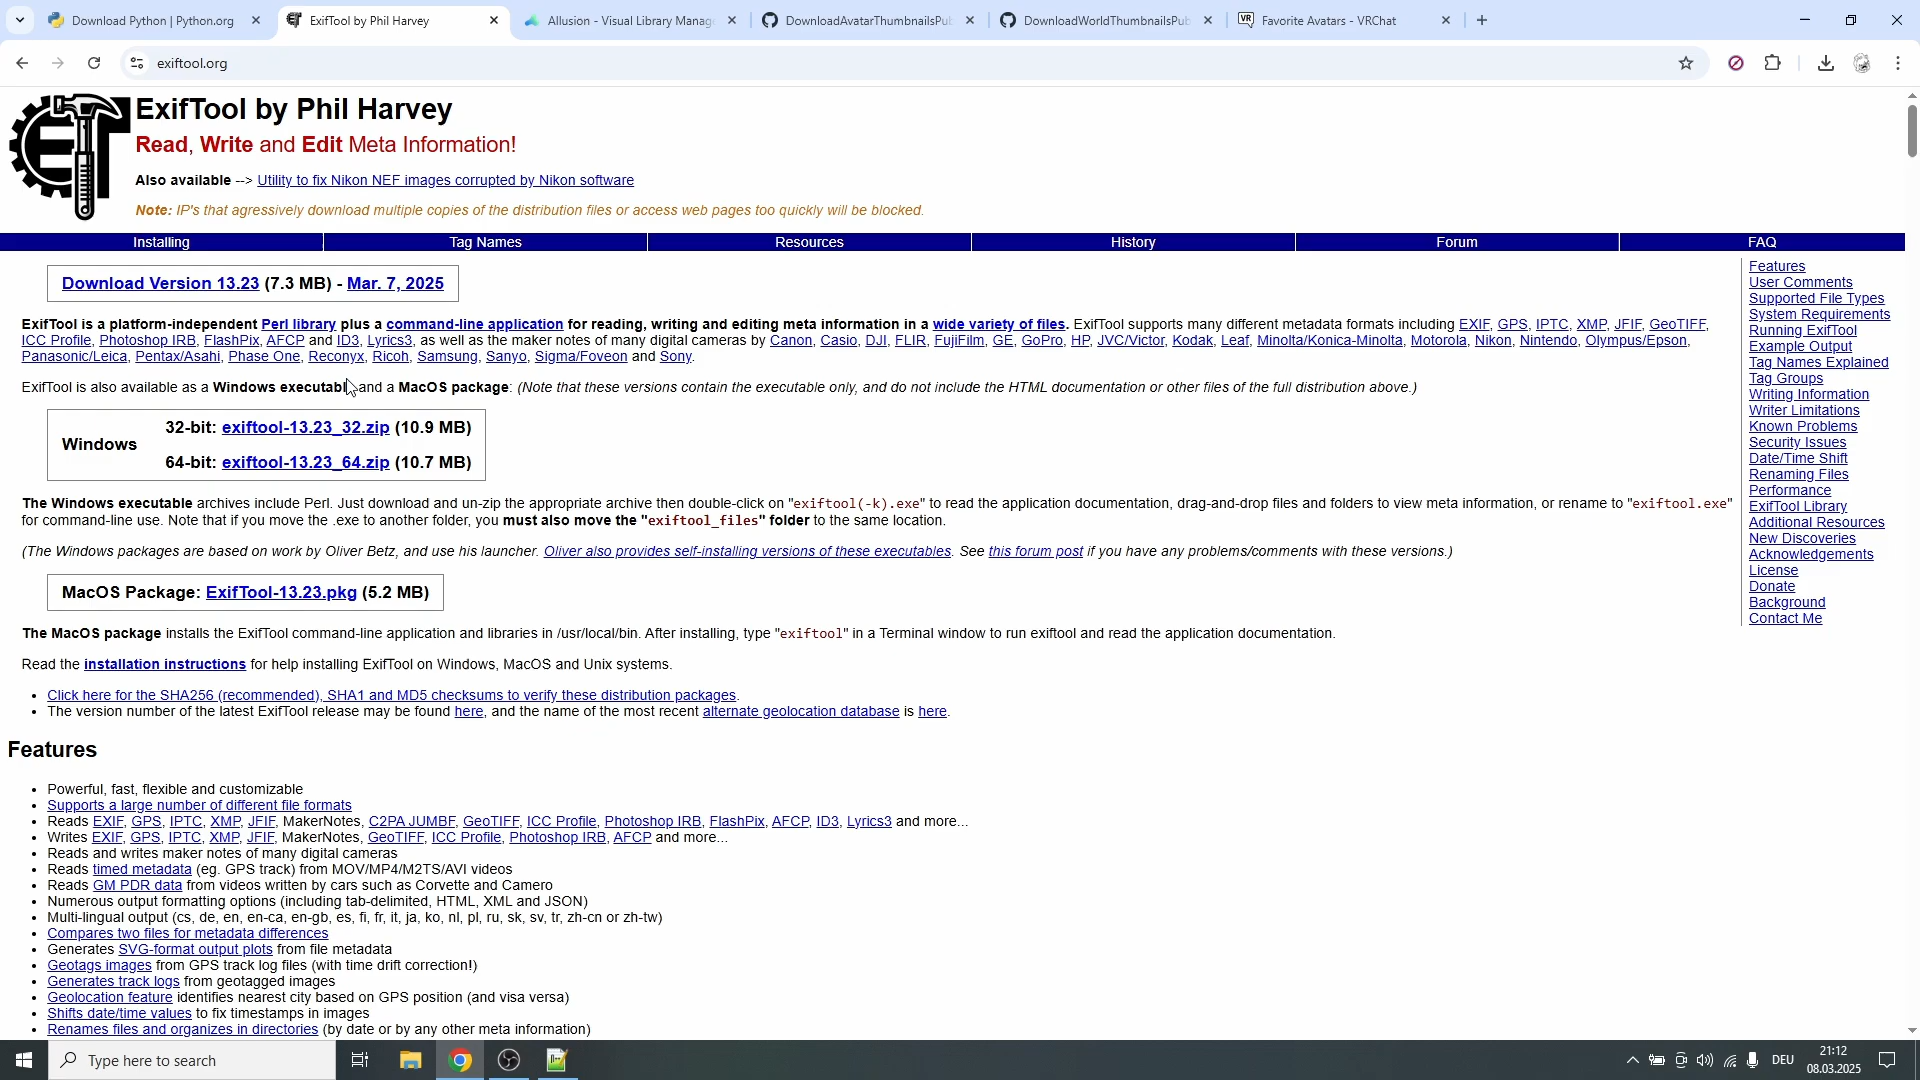 Download Python | Python.org
ExifTool by Phil Harvey
Allusion - Visual Library Manage
DownloadAvatarThumbnailsPub
DownloadWorldThumbnailsPub
VR
Favorite Avatars - VRChat
exiftool.org
ET
ExifTool by Phil Harvey
Read, Write and Edit Meta Information!
Also available --> Utility to fix Nikon NEF images corrupted by Nikon software
Note: IP's that agressively download multiple copies of the distribution files or access web pages too quickly will be blocked.
Installing Tag Names Resources History Forum FAQ
Download Version 13.23 (7.3 MB) - Mar. 7, 2025
ExifTool is a platform-independent Perl library plus a command-line application for reading, writing and editing meta information in a wide variety of files. ExifTool supports many different metadata formats including EXIF, GPS, IPTC, XMP, JFIF, GeoTIFF,
ICC Profile, Photoshop IRB, FlashPix, AFCP and ID3, Lyrics3, as well as the maker notes of many digital cameras by Canon, Casio, DJI, FLIR, FujiFilm, GE, GoPro, HP, JVC/Victor, Kodak, Leaf, Minolta/Konica-Minolta, Motorola, Nikon, Nintendo, Olympus/Epson,
Panasonic/Leica, Pentax/Asahi, Phase One, Reconyx, Ricoh, Samsung, Sanyo, Sigma/Foveon and Sony.
ExifTool is also available as a Windows executable and a MacOS package: (Note that these versions contain the executable only, and do not include the HTML documentation or other files of the full distribution above.)
Windows
32-bit: exiftool-13.23_32.zip (10.9 MB)
64-bit: exiftool-13.23_64.zip (10.7 MB)
The Windows executable archives include Perl. Just download and un-zip the appropriate archive then double-click on "exiftool(-k).exe" to read the application documentation, drag-and-drop files and folders to view meta information, or rename to "exiftool.exe"
for command-line use. Note that if you move the .exe to another folder, you must also move the "exiftool_files" folder to the same location.
(The Windows packages are based on work by Oliver Betz, and use his launcher. Oliver also provides self-installing versions of these executables. See this forum post if you have any problems/comments with these versions.)
MacOS Package: ExifTool-13.23.pkg (5.2 MB)
The MacOS package installs the ExifTool command-line application and libraries in /usr/local/bin. After installing, type "exiftool" in a Terminal window to run exiftool and read the application documentation.
Read the installation instructions for help installing ExifTool on Windows, MacOS and Unix systems.
• Click here for the SHA256 (recommended), SHA1 and MD5 checksums to verify these distribution packages.
• The version number of the latest ExifTool release may be found here, and the name of the most recent alternate geolocation database is here.
Features
• Powerful, fast, flexible and customizable
• Supports a large number of different file formats
• Reads EXIF, GPS, IPTC, XMP, JFIF, MakerNotes, C2PA JUMBF, GeoTIFF, ICC Profile, Photoshop IRB, FlashPix, AFCP, ID3, Lyrics3 and more...
• Writes EXIF, GPS, IPTC, XMP, JFIF, MakerNotes, GeoTIFF, ICC Profile, Photoshop IRB, AFCP and more...
• Reads and writes maker notes of many digital cameras
• Reads timed metadata (eg. GPS track) from MOV/MP4/M2TS/AVI videos
• Reads GM PDR data from videos written by cars such as Corvette and Camero
• Numerous output formatting options (including tab-delimited, HTML, XML and JSON)
• Multi-lingual output (cs, de, en, en-ca, en-gb, es, fi, fr, it, ja, ko, nl, pl, ru, sk, sv, tr, zh-cn or zh-tw)
• Compares two files for metadata differences
• Generates SVG-format output plots from file metadata
• Geotags images from GPS track log files (with time drift correction!)
• Generates track logs from geotagged images
• Geolocation feature identifies nearest city based on GPS position (and visa versa)
• Shifts date/time values to fix timestamps in images
• Renames files and organizes in directories (by date or by any other meta information)
Features
User Comments
Supported File Types
System Requirements
Running ExifTool
Example Output
Tag Names Explained
Tag Groups
Writing Information
Writer Limitations
Known Problems
Security Issues
Date/Time Shift
Renaming Files
Performance
ExifTool Library
Additional Resources
New Discoveries
Acknowledgements
License
Donate
Background
Contact Me
Type here to search
DEU
21:12
08.03.2025